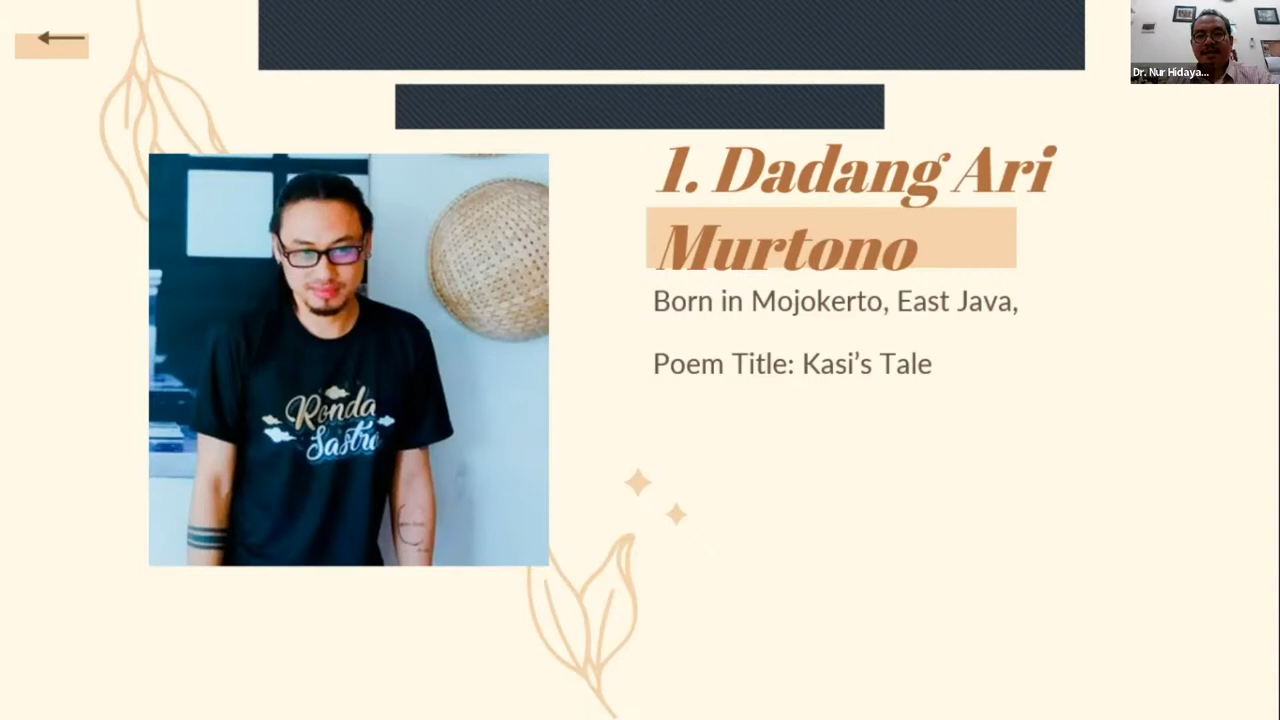 Dr. Nur Hidaya...
1. Dadang Ari
Murtono
Born in Mojokerto, East Java,
Poem Title: Kasi's Tale
Ronda
Sastra